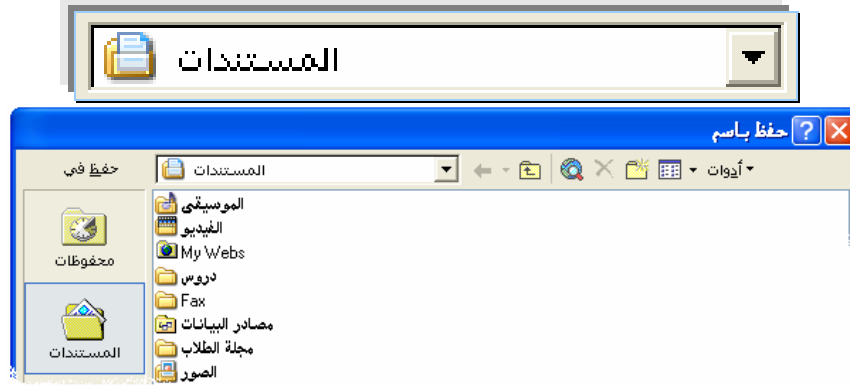 المستندات
حفظ باسم
حفظ في
المستندات
أدوات
محفوظات
المستندات
الموسيقى
الفيديو
My Webs
دروس
Fax
مصادر البيانات
مجلة الطلاب
الصور